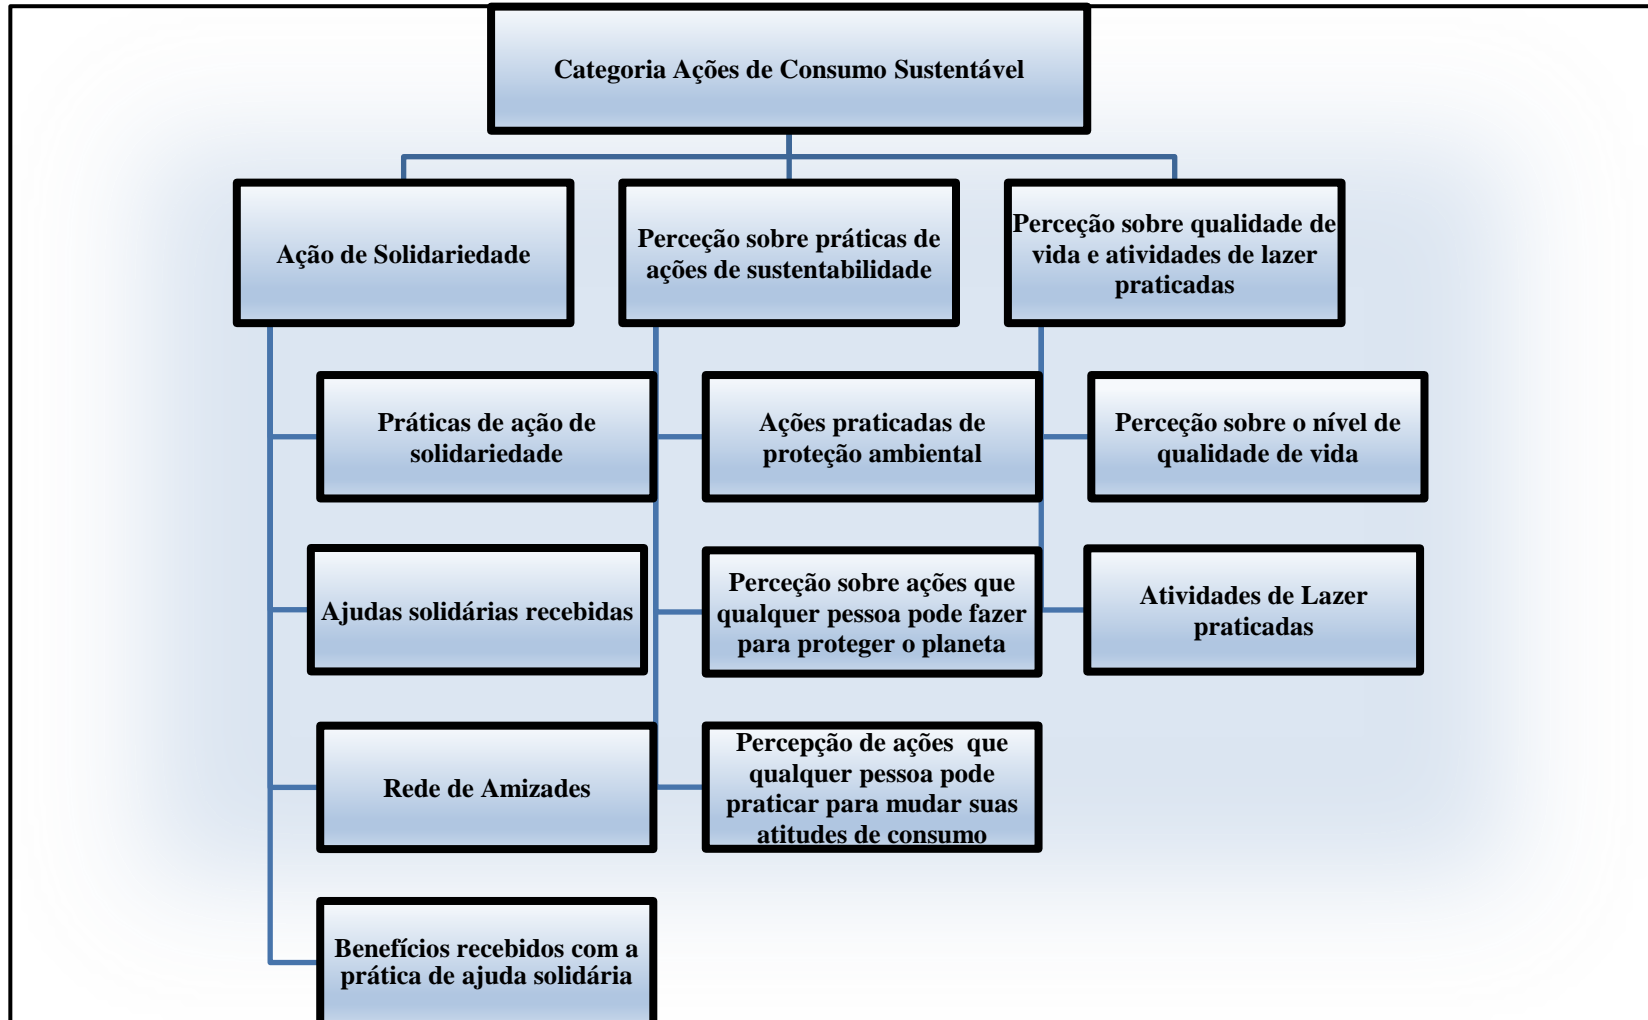 Categoria Ações de Consumo Sustentável
Ação de Solidariedade
Perceção sobre práticas de
ações de sustentabilidade
Perceção sobre qualidade de
vida e atividades de lazer
praticadas
Práticas de ação de
solidariedade
Ações praticadas de
proteção ambiental
Perceção sobre o nível de
qualidade de vida
Ajudas solidárias recebidas
Perceção sobre ações que
qualquer pessoa pode fazer
para proteger o planeta
Atividades de Lazer
praticadas
Rede de Amizades
Percepção de ações  que
qualquer pessoa pode
praticar para mudar suas
atitudes de consumo
Benefícios recebidos com a
prática de ajuda solidária